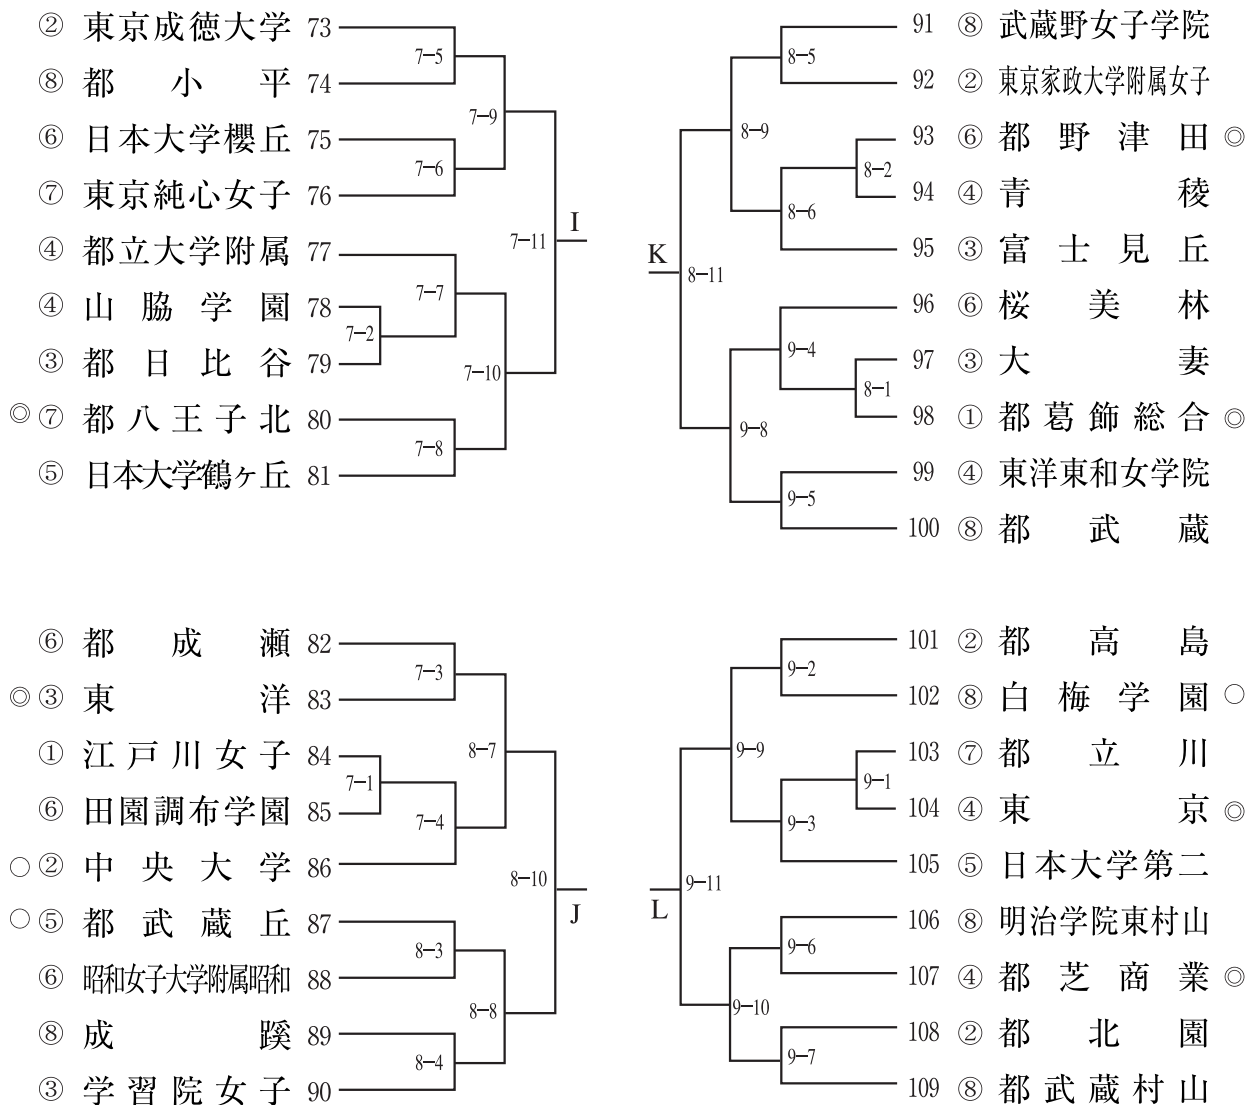 ② 東京成徳大学 73
⑧ 都小平 74
⑥ 日本大学櫻丘 75
⑦ 東京純心女子 76
④ 都立大学附属 77
④ 山脇学園 78
③ 都日比谷 79
◎ ⑦ 都八王子北 80
⑤ 日本大学鶴ヶ丘 81
7-5
7-9
7-6
7-11
I
7-7
7-2
7-10
7-8
91 ⑧ 武蔵野女子学院
92 ② 東京家政大学附属女子
93 ⑥ 都野津田 ◎
94 ④ 青稜
95 ③ 富士見丘
96 ⑥ 桜美林
97 ③ 大妻
98 ① 都葛飾総合 ◎
99 ④ 東洋東和女学院
100 ⑧ 都武蔵
8-5
8-9
8-2
8-6
K
8-11
9-4
8-1
9-8
9-5
⑥ 都成瀬 82
◎ ③ 東洋 83
① 江戸川女子 84
⑥ 田園調布学園 85
○ ② 中央大学 86
○ ⑤ 都武蔵丘 87
⑥ 昭和女子大学附属昭和 88
⑧ 成蹊 89
③ 学習院女子 90
7-3
8-7
7-1
7-4
8-10
J
8-3
8-8
8-4
101 ② 都高島
102 ⑧ 白梅学園 ○
103 ⑦ 都立川
104 ④ 東京 ◎
105 ⑤ 日本大学第二
106 ⑧ 明治学院東村山
107 ④ 都芝商業 ◎
108 ② 都北園
109 ⑧ 都武蔵村山
9-2
9-9
9-1
9-3
9-11
L
9-6
9-10
9-7